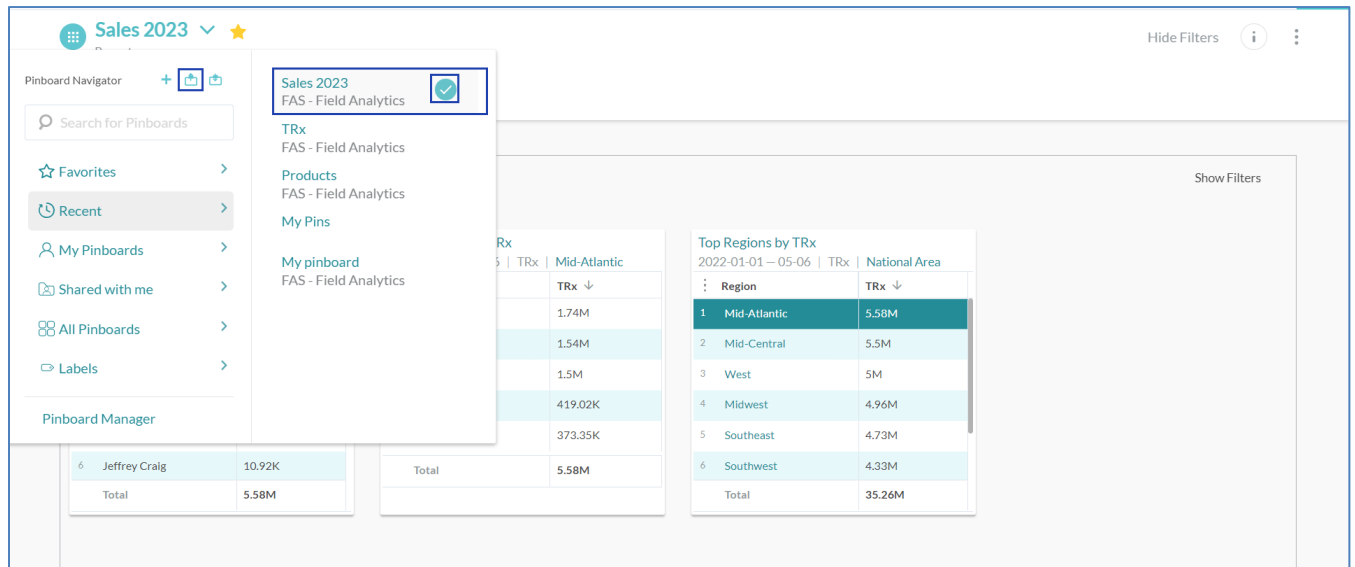 Sales 2023
Hide Filters
i
Pinboard Navigator
Search for Pinboards
Favorites
Recent
My Pinboards
Shared with me
All Pinboards
Labels
Pinboard Manager
Sales 2023
FAS - Field Analytics
TRx
FAS - Field Analytics
Products
FAS - Field Analytics
My Pins
My pinboard
FAS - Field Analytics
Show Filters
6 Jeffrey Craig 10.92K
Total 5.58M
Rx
| TRx | Mid-Atlantic
TRx ↓
1.74M
1.54M
1.5M
419.02K
373.35K
Total 5.58M
Top Regions by TRx
2022-01-01 — 05-06 | TRx | National Area
Region TRx ↓
1 Mid-Atlantic 5.58M
2 Mid-Central 5.5M
3 West 5M
4 Midwest 4.96M
5 Southeast 4.73M
6 Southwest 4.33M
Total 35.26M